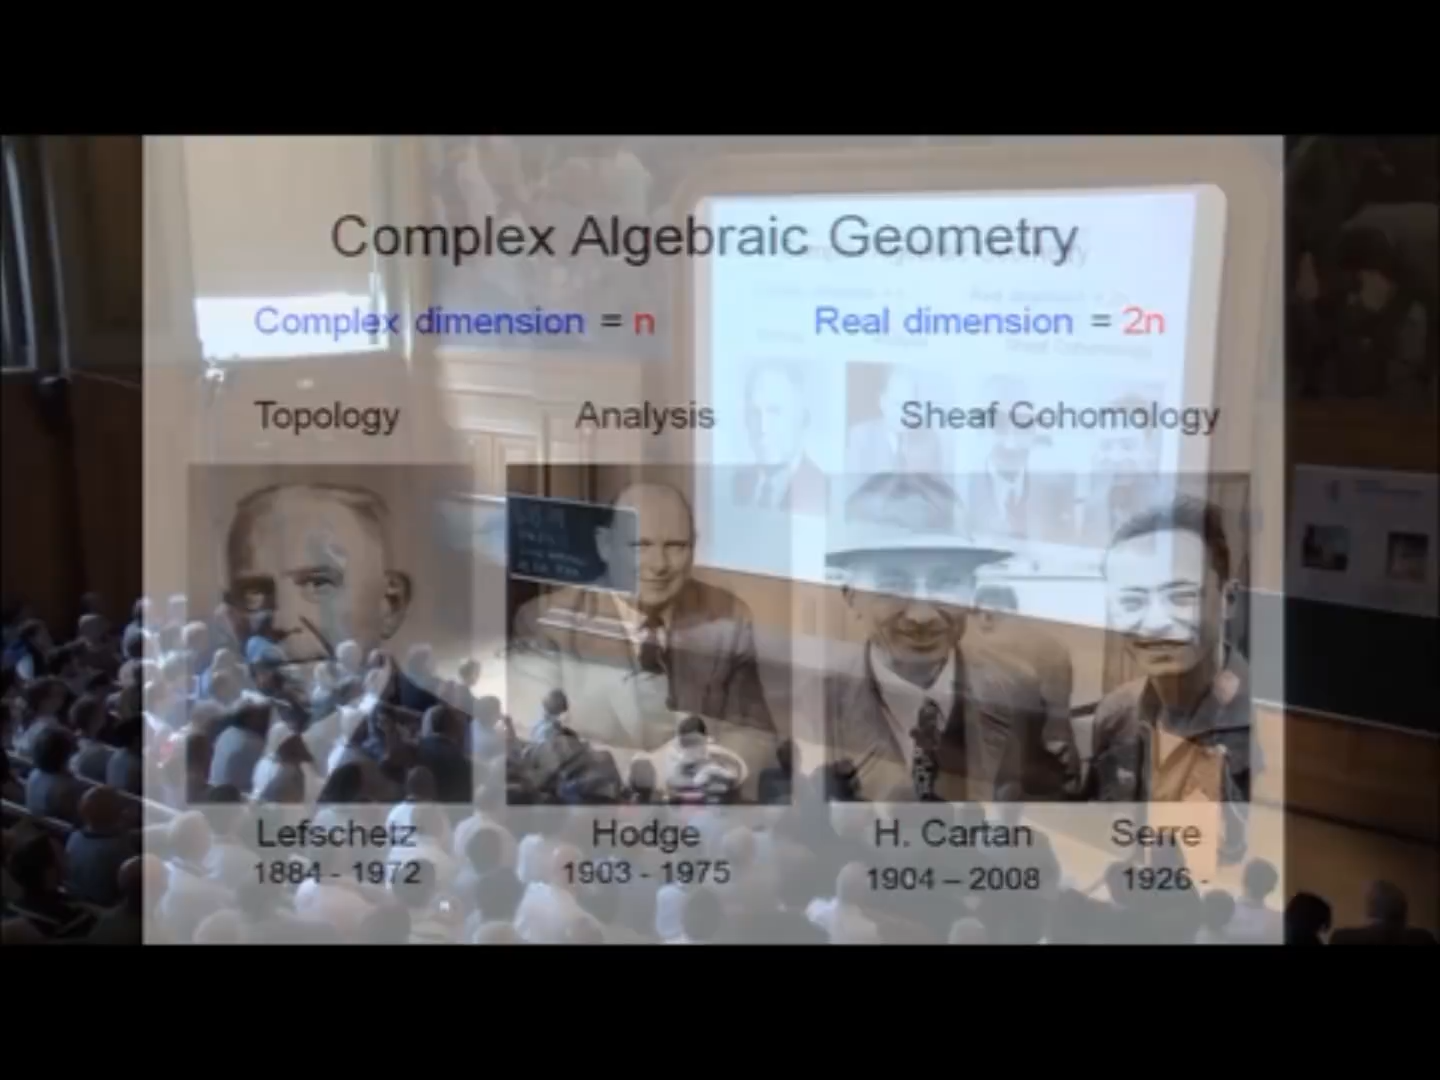 Complex Algebraic Geometry
Complex dimension = n Real dimension = 2n
Topology Analysis Sheaf Cohomology
Lefschetz Hodge H. Cartan Serre
1884 - 1972 1903 - 1975 1904 – 2008 1926 -